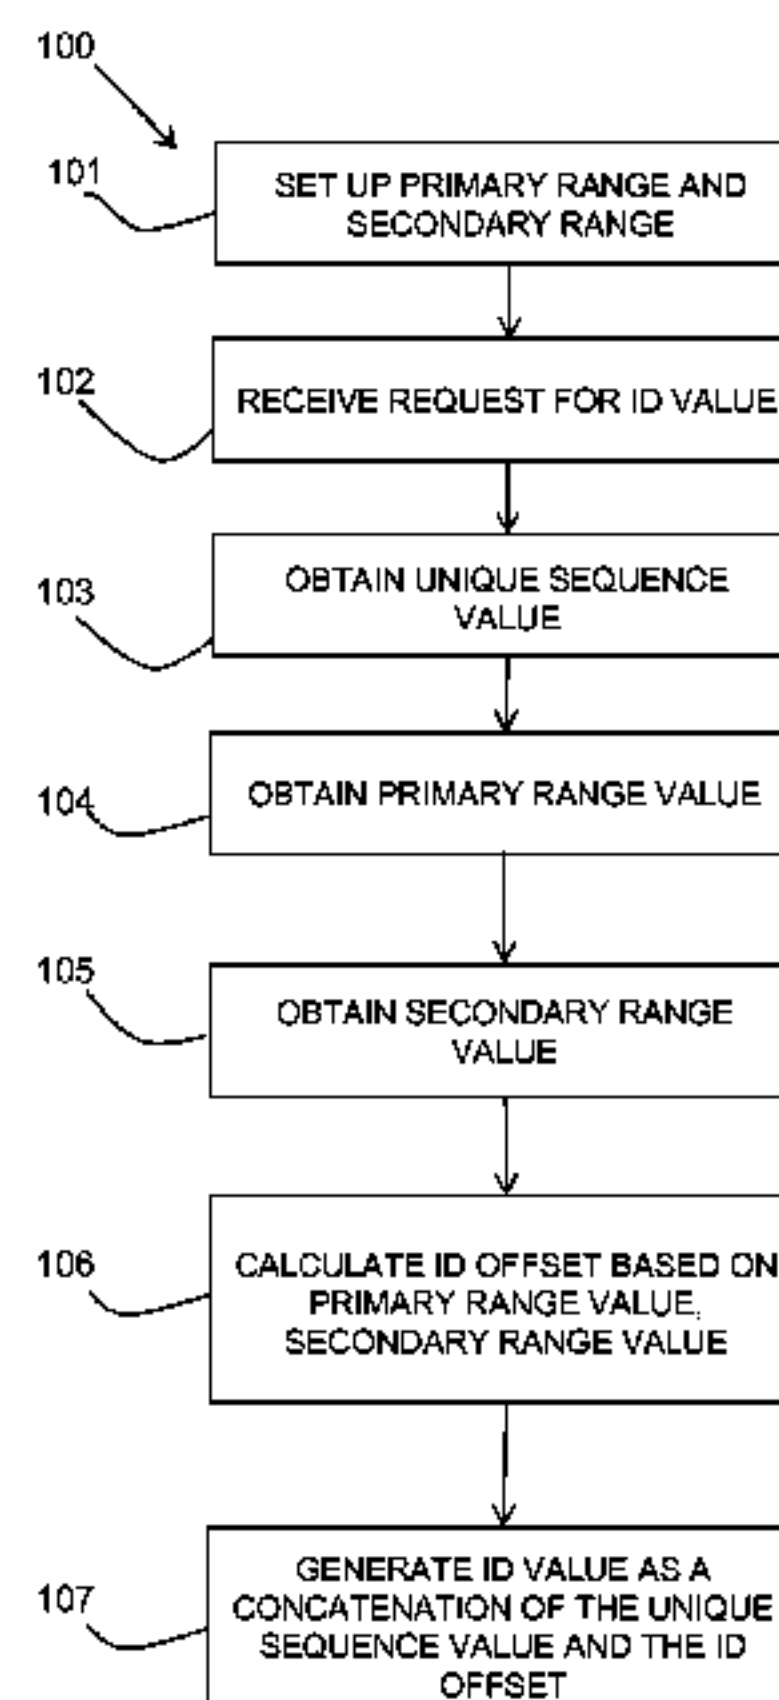 100
101
SET UP PRIMARY RANGE AND
SECONDARY RANGE
102
RECEIVE REQUEST FOR ID VALUE
103
OBTAIN UNIQUE SEQUENCE
VALUE
104
OBTAIN PRIMARY RANGE VALUE
105
OBTAIN SECONDARY RANGE
VALUE
106
CALCULATE ID OFFSET BASED ON
PRIMARY RANGE VALUE,
SECONDARY RANGE VALUE
107
GENERATE ID VALUE AS A
CONCATENATION OF THE UNIQUE
SEQUENCE VALUE AND THE ID
OFFSET